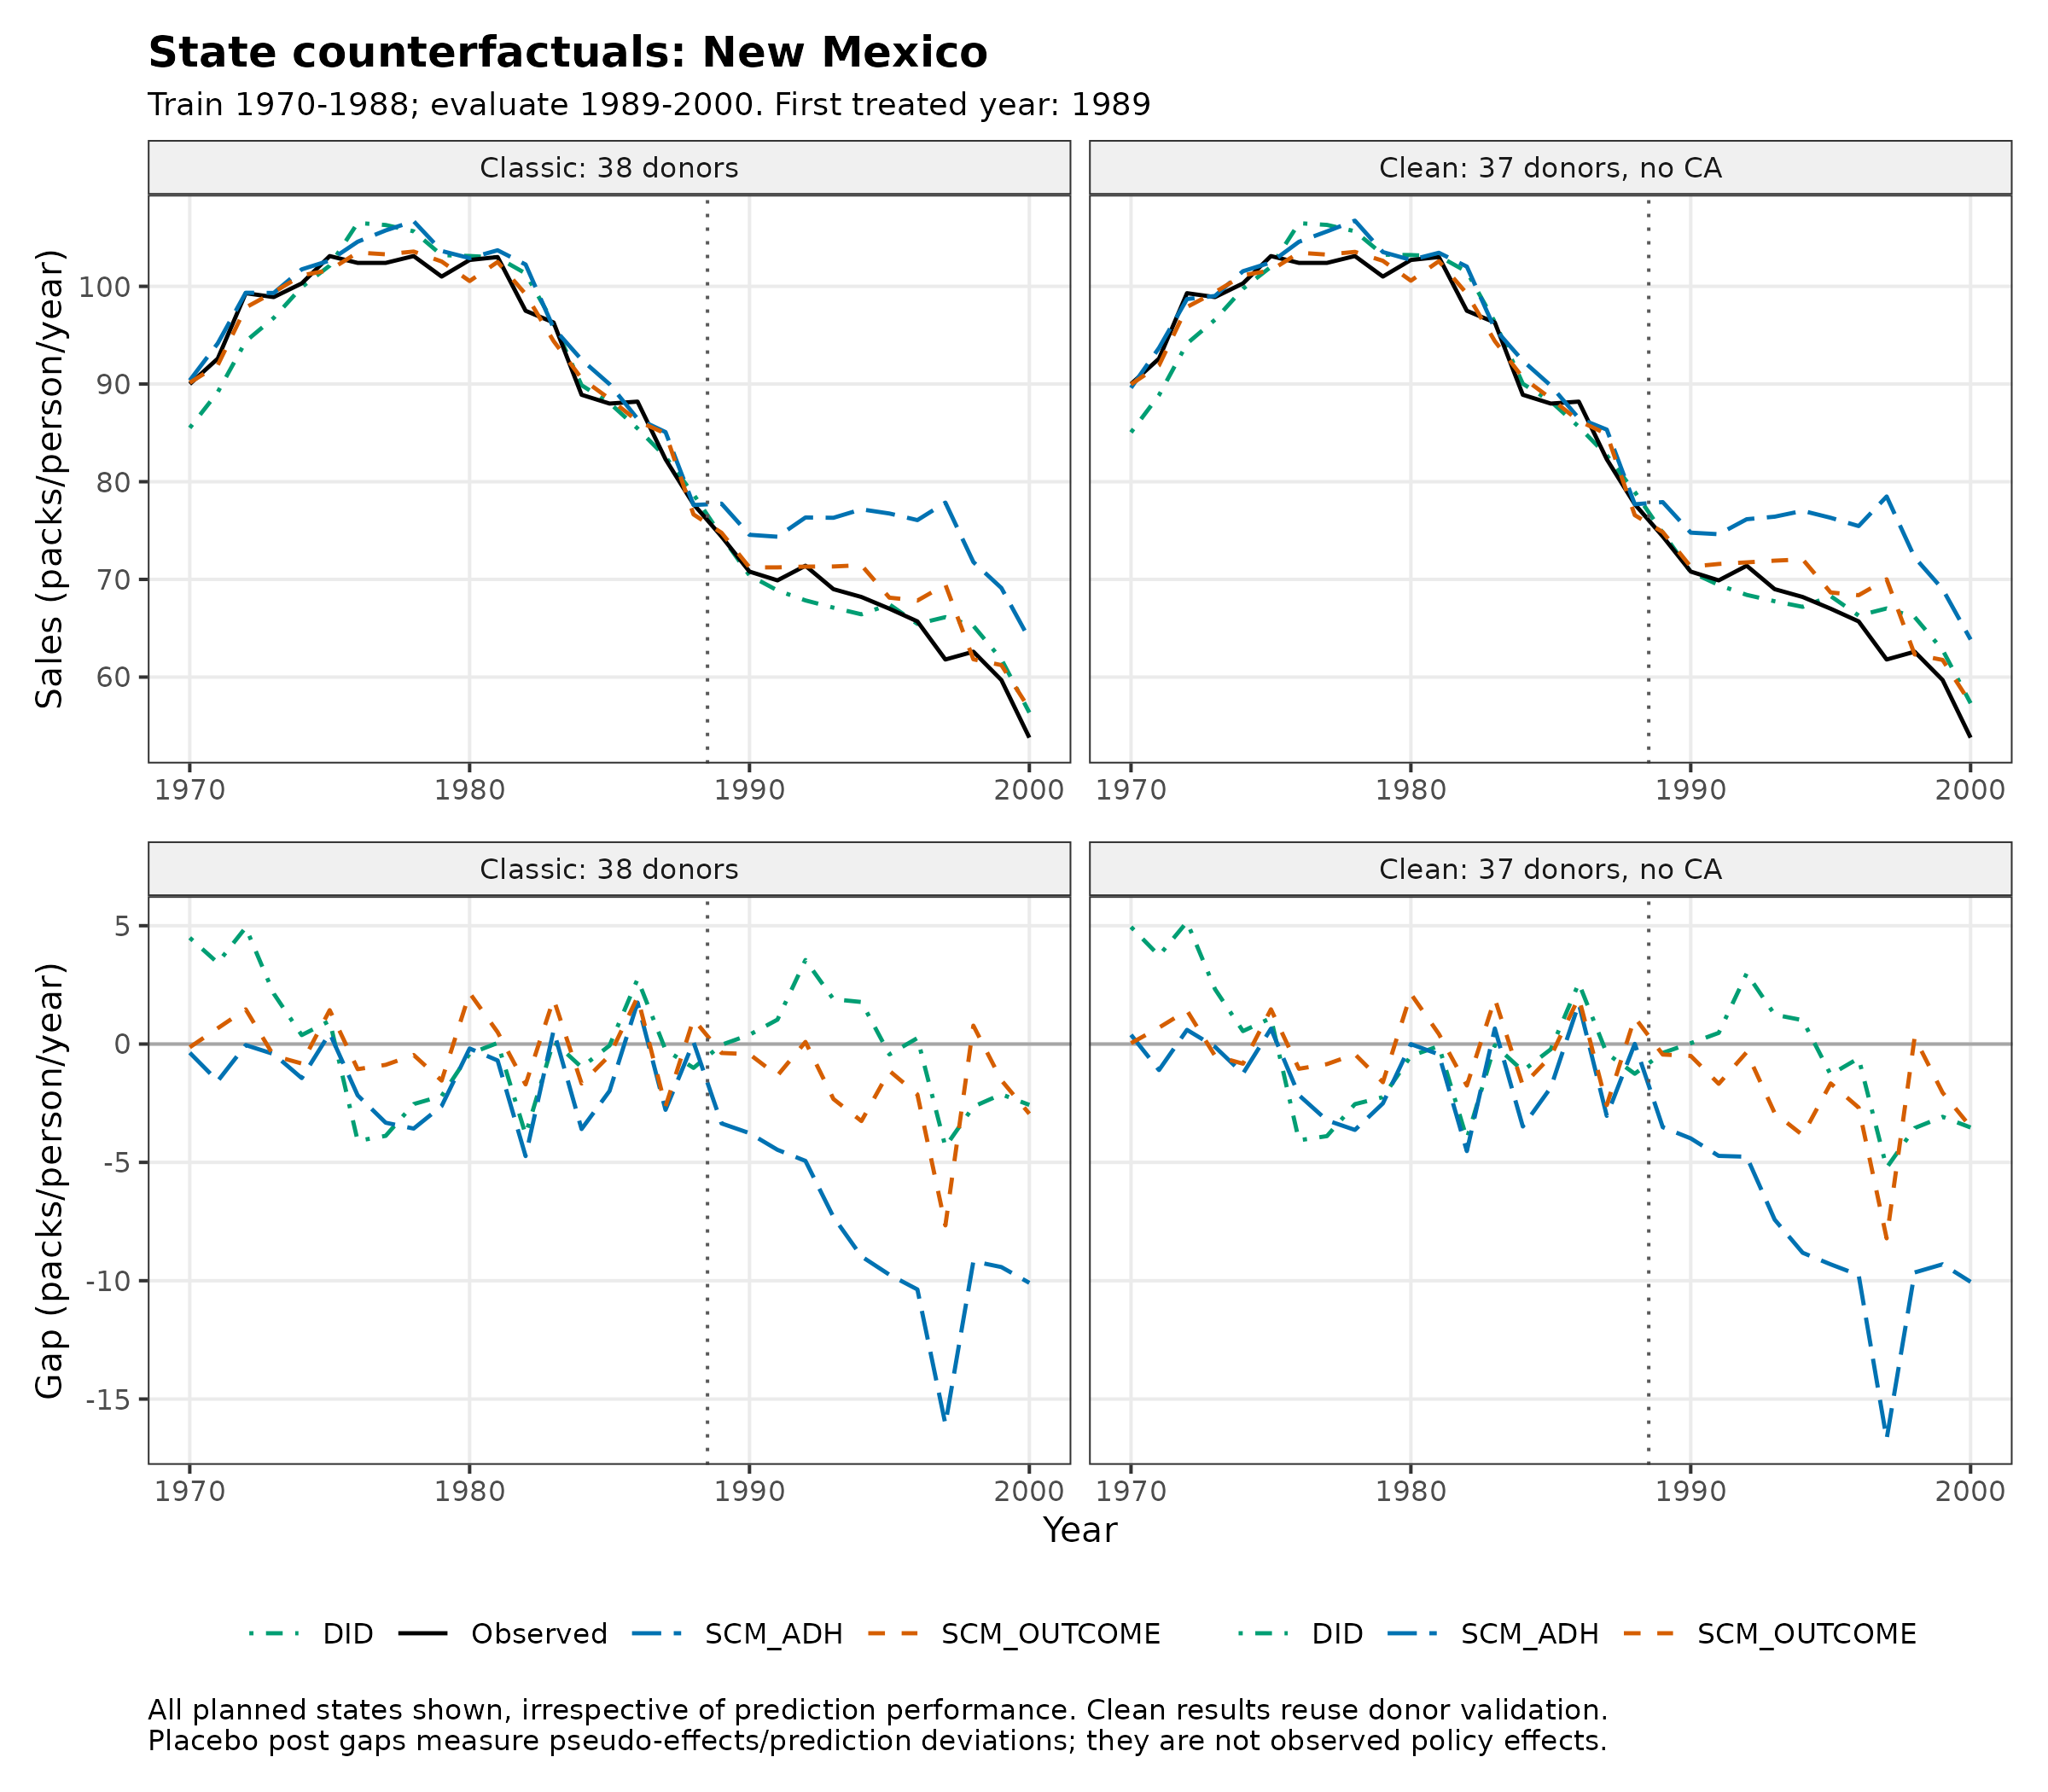 State counterfactuals: New Mexico
Train 1970-1988; evaluate 1989-2000. First treated year: 1989
Classic: 38 donors
Clean: 37 donors, no CA
Sales (packs/person/year)
100
90
80
70
60
1970
1980
1990
2000
1970
1980
1990
2000
Classic: 38 donors
Clean: 37 donors, no CA
Gap (packs/person/year)
5
0
-5
-10
-15
1970
1980
1990
2000
1970
1980
1990
2000
Year
DID
Observed
SCM_ADH
SCM_OUTCOME
DID
SCM_ADH
SCM_OUTCOME
All planned states shown, irrespective of prediction performance. Clean results reuse donor validation.
Placebo post gaps measure pseudo-effects/prediction deviations; they are not observed policy effects.